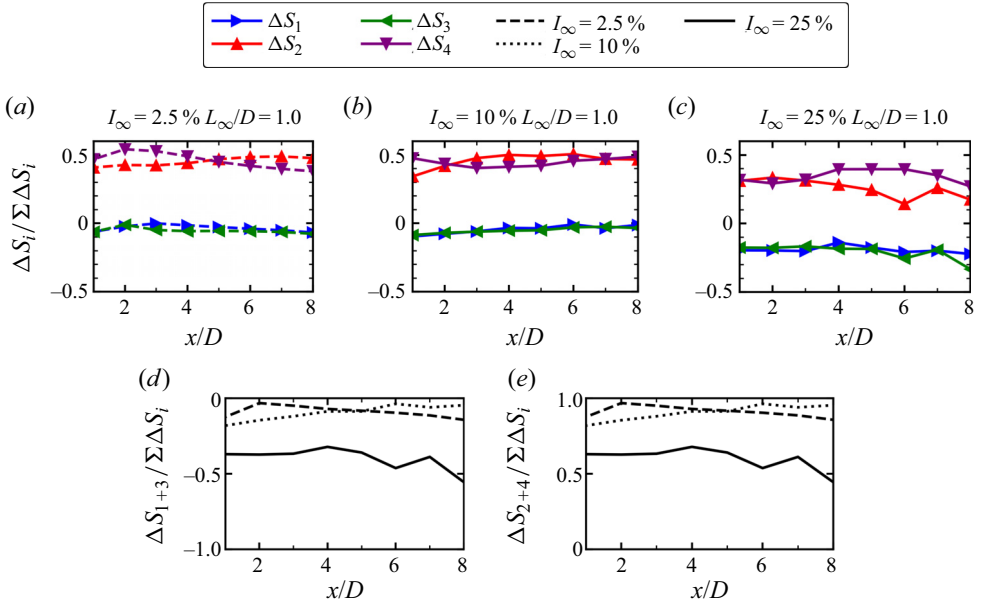 ΔS1 ΔS3 I∞ = 2.5 % I∞ = 25 %
ΔS2 ΔS4 I∞ = 10 %
(a) (b) (c)
I∞ = 2.5 % L∞/D = 1.0 I∞ = 10 % L∞/D = 1.0 I∞ = 25 % L∞/D = 1.0
ΔSi / ΣΔSi
0.5 0.5 0.5
0 0 0
–0.5 –0.5 –0.5
2 4 6 8 2 4 6 8 2 4 6 8
x/D x/D x/D
(d) (e)
ΔS1+3 / ΣΔSi ΔS2+4 / ΣΔSi
0 1.0
–0.5 0.5
–1.0 0
2 4 6 8 2 4 6 8
x/D x/D